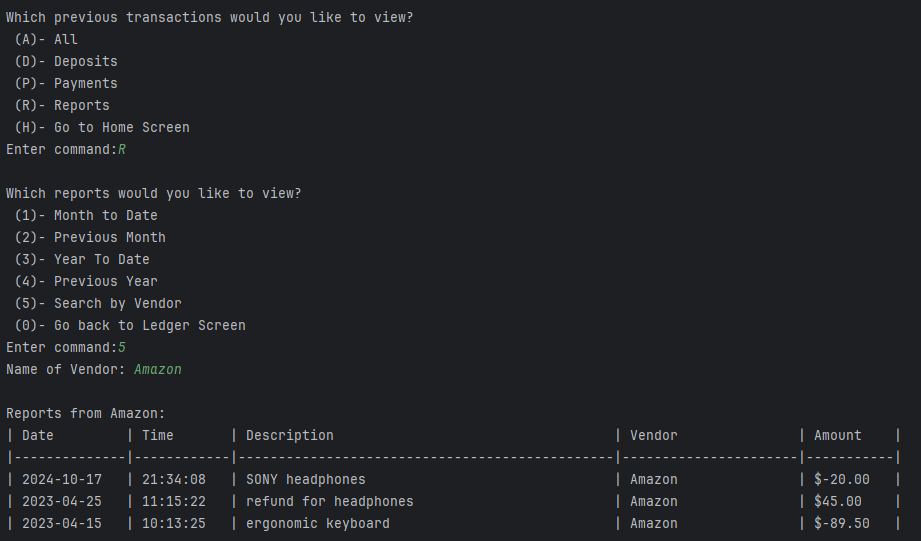 Which previous transactions would you like to view?
(A)- All
(D)- Deposits
(P)- Payments
(R)- Reports
(H)- Go to Home Screen
Enter command:R
Which reports would you like to view?
(1)- Month to Date
(2)- Previous Month
(3)- Year To Date
(4)- Previous Year
(5)- Search by Vendor
(0)- Go back to Ledger Screen
Enter command:5
Name of Vendor: Amazon
Reports from Amazon:
| Date         | Time       | Description                                   | Vendor               | Amount    |
|--------------|------------|-----------------------------------------------|----------------------|-----------|
| 2024-10-17   | 21:34:08   | SONY headphones                               | Amazon               | $-20.00   |
| 2023-04-25   | 11:15:22   | refund for headphones                         | Amazon               | $45.00    |
| 2023-04-15   | 10:13:25   | ergonomic keyboard                            | Amazon               | $-89.50   |